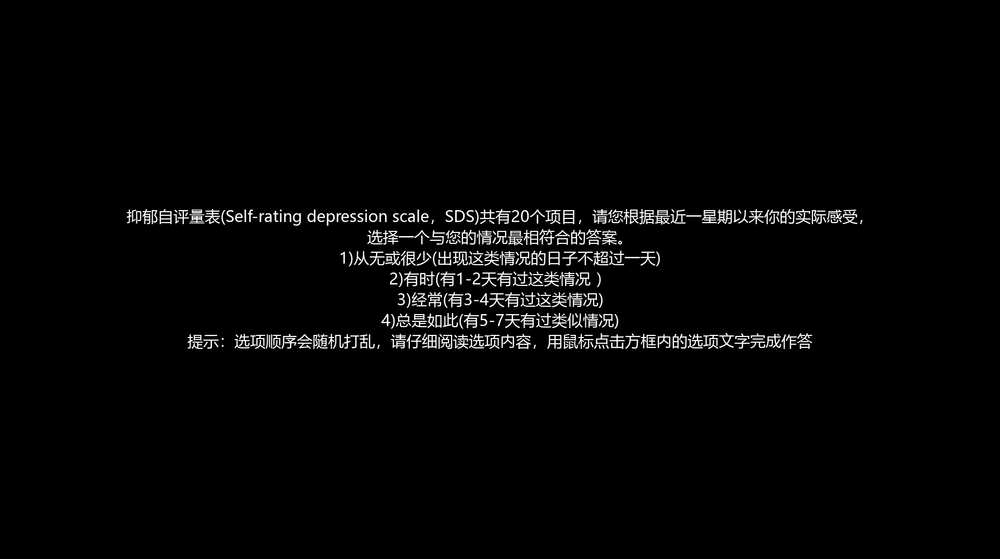 抑郁自评量表(Self-rating depression scale，SDS)共有20个项目，请您根据最近一星期以来你的实际感受，
选择一个与您的情况最相符合的答案。
1)从无或很少(出现这类情况的日子不超过一天)
2)有时(有1-2天有过这类情况 )
3)经常(有3-4天有过这类情况)
4)总是如此(有5-7天有过类似情况)
提示：选项顺序会随机打乱，请仔细阅读选项内容，用鼠标点击方框内的选项文字完成作答